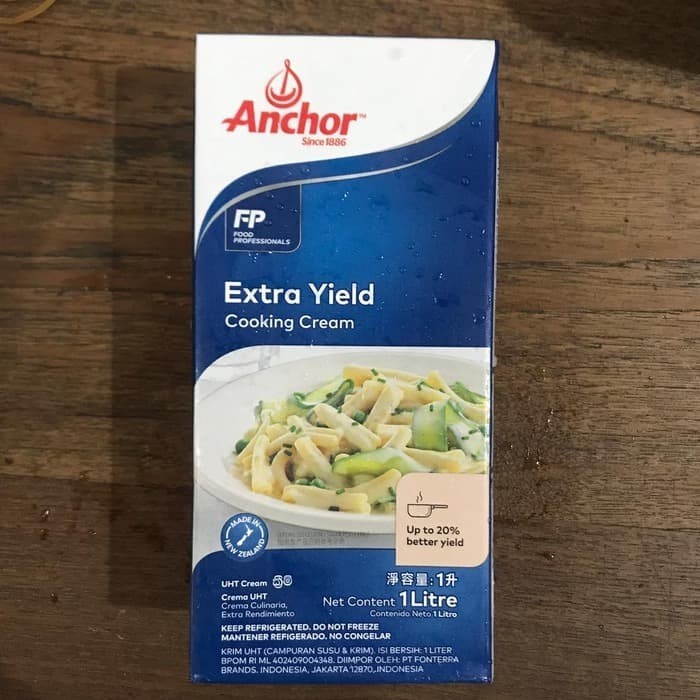 Anchor™
Since 1886
FP
FOOD
PROFESSIONALS
Extra Yield
Cooking Cream
Up to 20%
better yield
MADE IN
NEW ZEALAND
UHT Cream
淨容量:1升
Crema UHT
Net Content 1 Litre
Crema Culinaria,
Contenido Neto 1 Litro
Extra Rendimiento
KEEP REFRIGERATED. DO NOT FREEZE
MANTENER REFIGERADO. NO CONGELAR
KRIM UHT (CAMPURAN SUSU & KRIM). ISI BERSIH: 1 LITER
BPOM RI ML 402409004348. DIIMPOR OLEH: PT FONTERRA
BRANDS. INDONESIA, JAKARTA 12870, INDONESIA